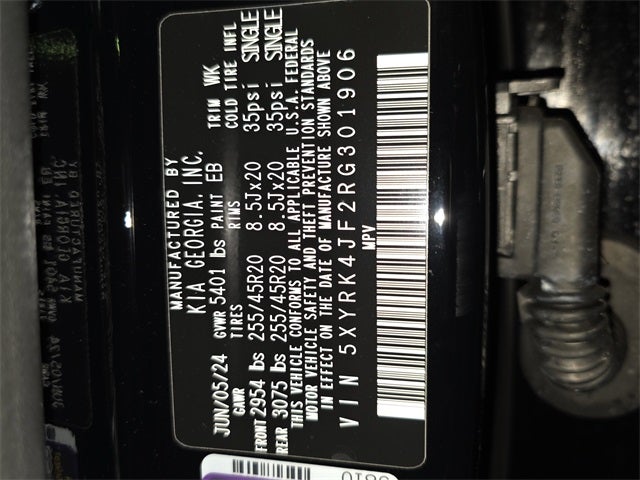 MANUFACTURED BY
KIA GEORGIA, INC.
JUN/05/24 GVWR 5401 lbs PAINT EB TRIM WK
GAWR TIRES RIMS COLD TIRE INFL
FRONT 2954 lbs 255/45R20 8.5Jx20 35psi SINGLE
REAR 3075 lbs 255/45R20 8.5Jx20 35psi SINGLE
THIS VEHICLE CONFORMS TO ALL APPLICABLE U.S.A. FEDERAL
MOTOR VEHICLE SAFETY AND THEFT PREVENTION STANDARDS
IN EFFECT ON THE DATE OF MANUFACTURE SHOWN ABOVE
VIN 5XYRK4JF2RG301906
MPV